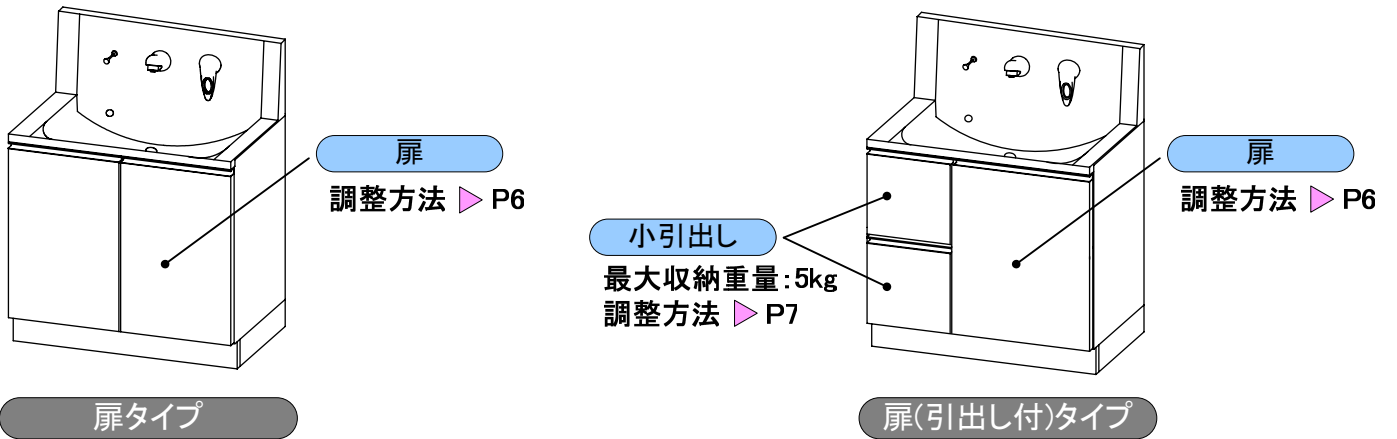 扉
調整方法 ▶ P6
扉タイプ
小引出し
最大収納重量:5kg
調整方法 ▶ P7
扉
調整方法 ▶ P6
扉(引出し付)タイプ